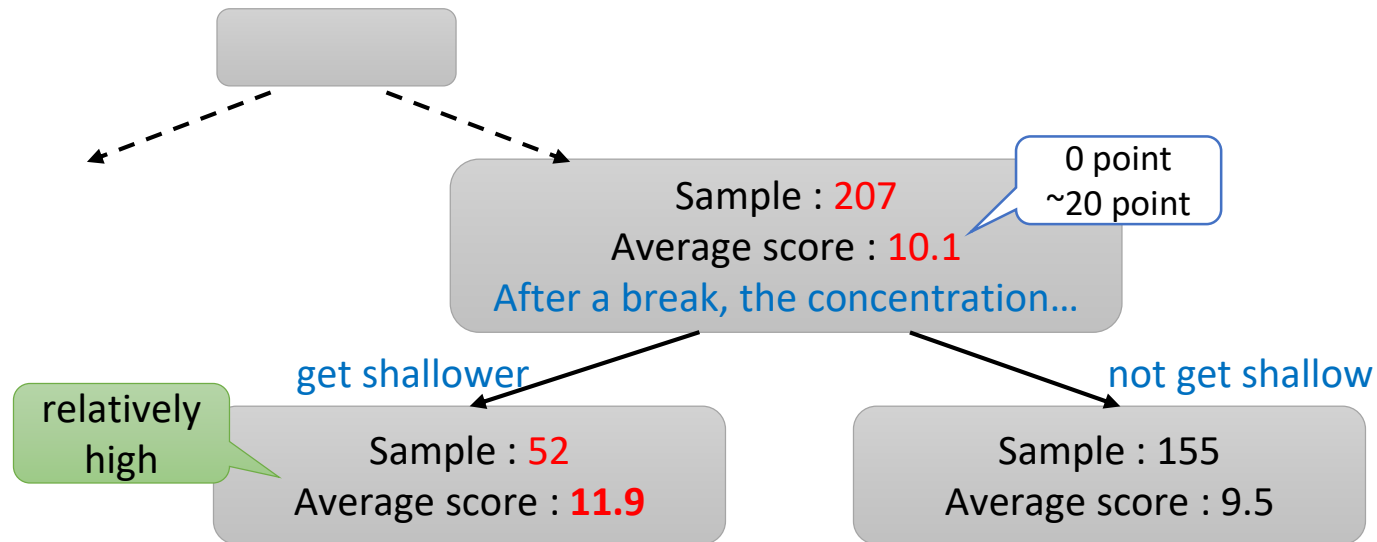 0 point
~20 point
Sample : 207
Average score : 10.1
After a break, the concentration…
get shallower
not get shallow
relatively
high
Sample : 52
Average score : 11.9
Sample : 155
Average score : 9.5